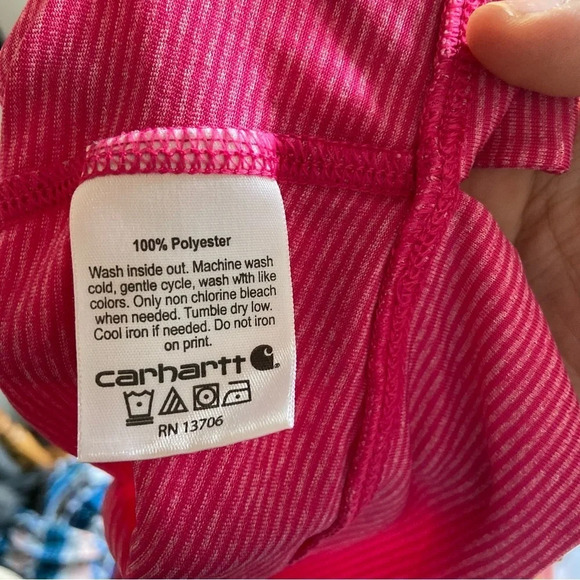 100% Polyester
Wash inside out. Machine wash
cold, gentle cycle, wash with like
colors. Only non chlorine bleach
when needed. Tumble dry low.
Cool iron if needed. Do not iron
on print.
carhartt
RN 13706